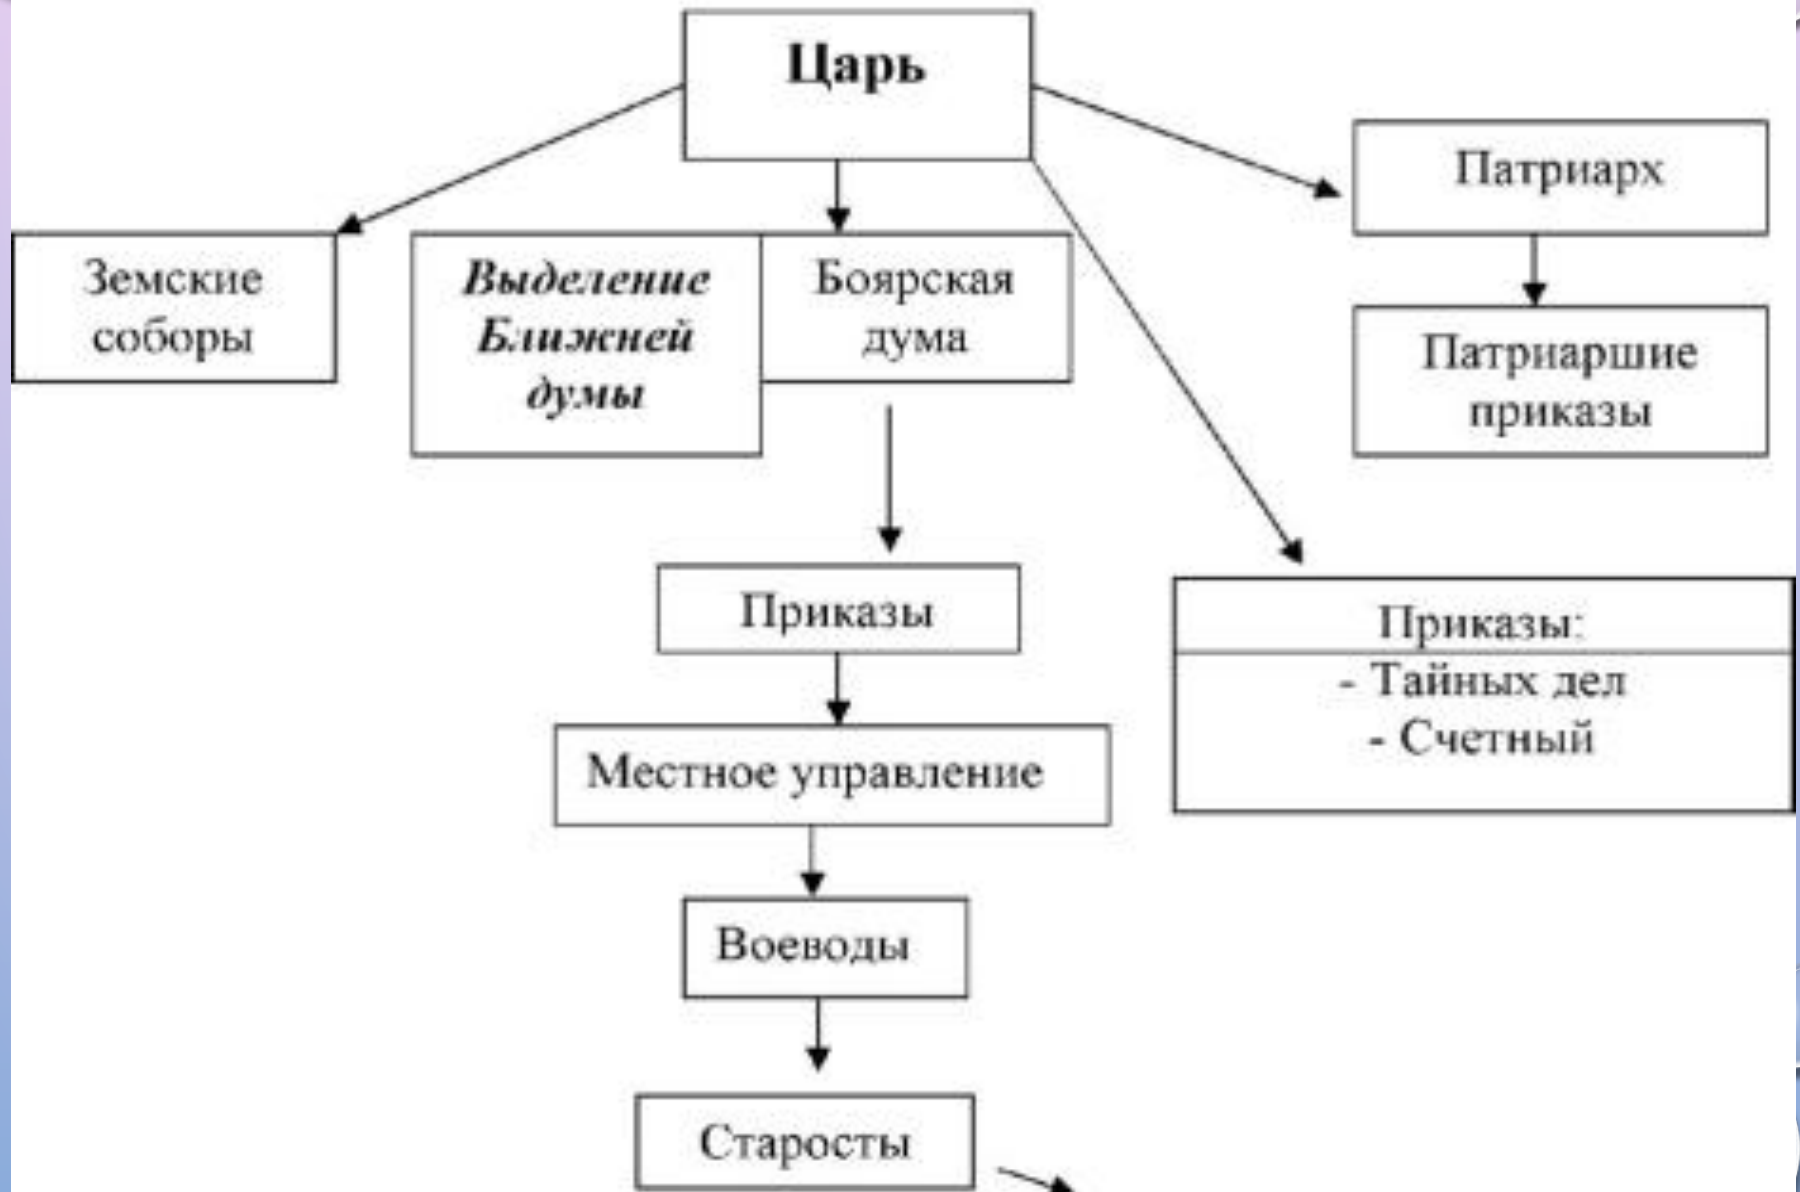 Царь
Патриарх
Земские
соборы
Выделение
Ближней
думы
Боярская
дума
Патриаршие
приказы
Приказы
Приказы:
- Тайных дел
- Счетный
Местное управление
Воеводы
Старосты